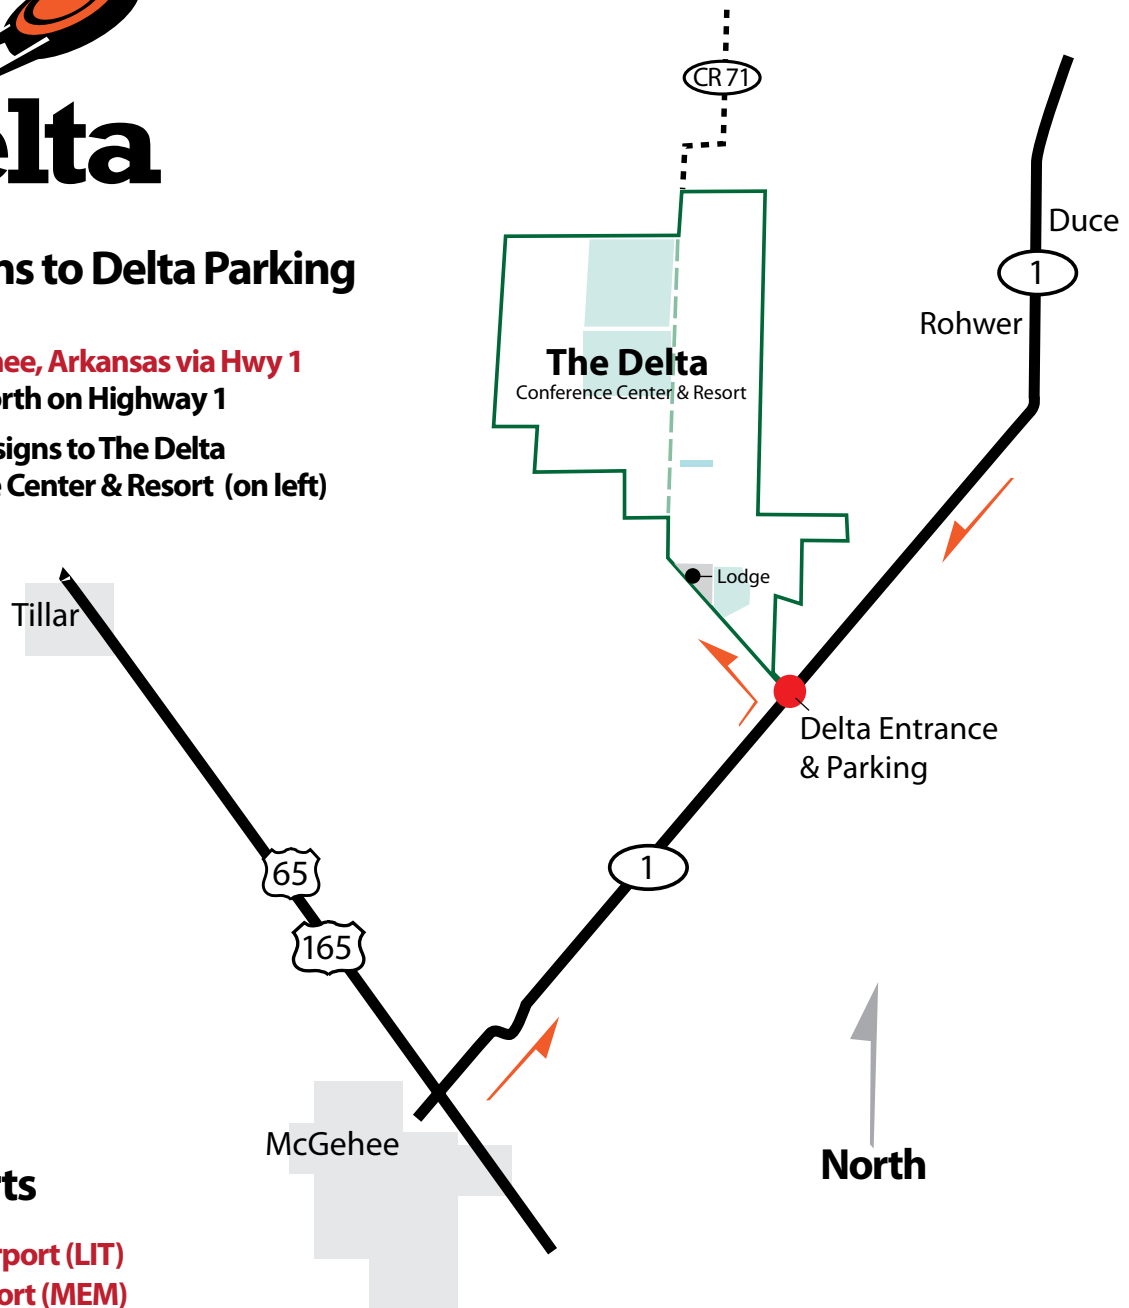 CR 71
elta
Duce
ns to Delta Parking
1
Rohwer
hee, Arkansas via Hwy 1
The Delta
orth on Highway 1
Conference Center & Resort
signs to The Delta
e Center & Resort (on left)
Lodge
Tillar
Delta Entrance
& Parking
1
65
165
McGehee
North
rts
rport (LIT)
ort (MEM)